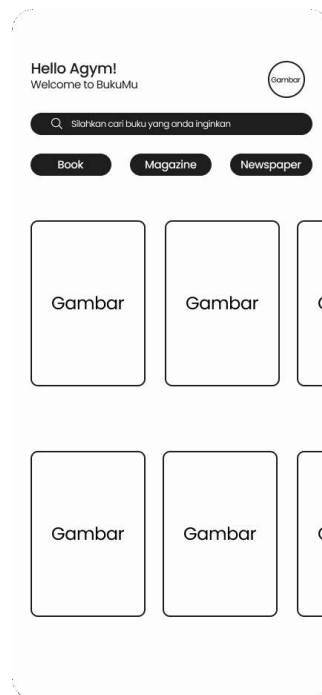 Hello Agym!
Welcome to BukuMu
Gambar
Silahkan cari buku yang anda inginkan
Book Magazine Newspaper
Gambar Gambar
Gambar Gambar